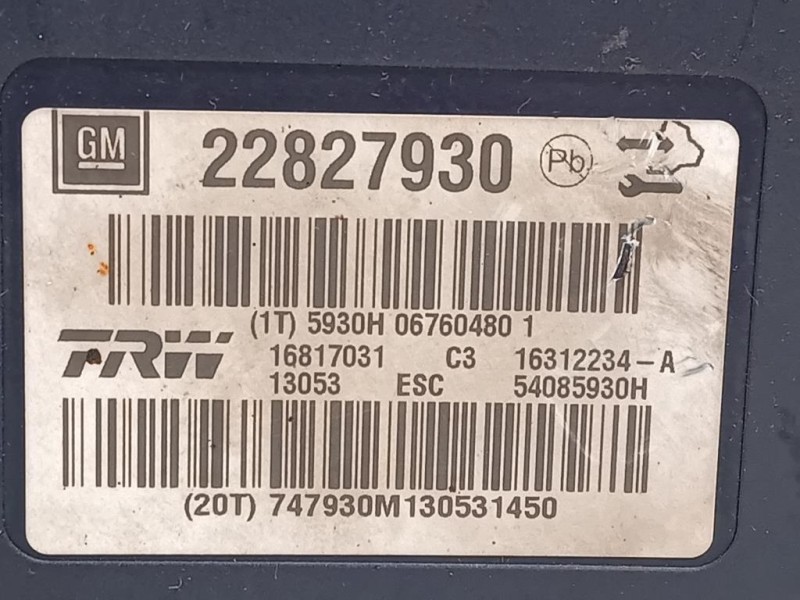 GM 22827930 Pb
(1T) 5930H 06760480 1
TRW
16817031 C3 16312234-A
13053 ESC 54085930H
(20T) 747930M130531450